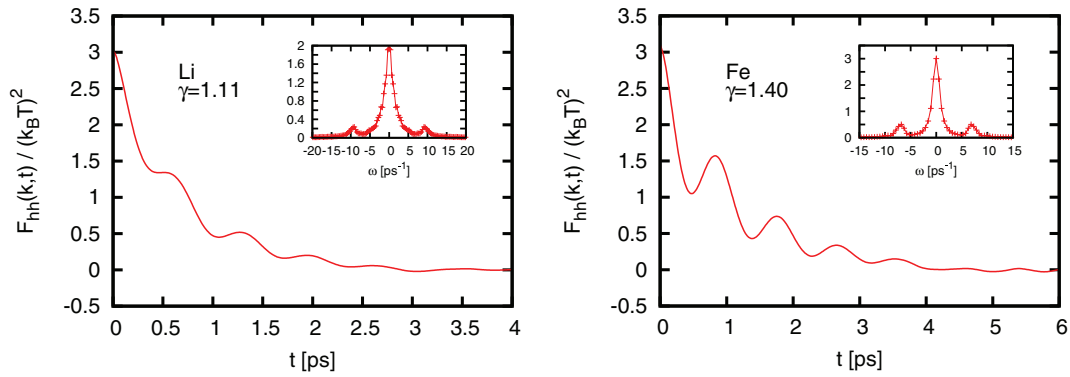 3.5
3
2.5
2
1.5
1
0.5
0
-0.5
F_hh(k,t) / (k_BT)^2
Li
γ=1.11
2
1.6
1.2
0.8
0.4
0
-20 -15 -10 -5 0 5 10 15 20
ω [ps^-1]
0 0.5 1 1.5 2 2.5 3 3.5 4
t [ps]
3.5
3
2.5
2
1.5
1
0.5
0
-0.5
F_hh(k,t) / (k_BT)^2
Fe
γ=1.40
3
2
1
0
-15 -10 -5 0 5 10 15
ω [ps^-1]
0 1 2 3 4 5 6
t [ps]